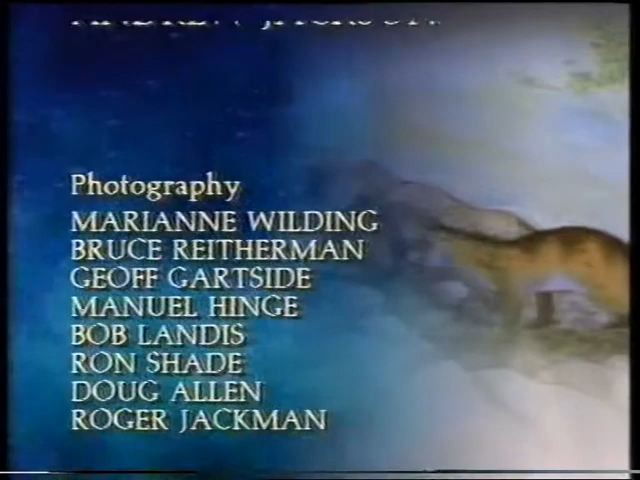 Photography
MARIANNE WILDING
BRUCE REITHERMAN
GEOFF GARTSIDE
MANUEL HINGE
BOB LANDIS
RON SHADE
DOUG ALLEN
ROGER JACKMAN